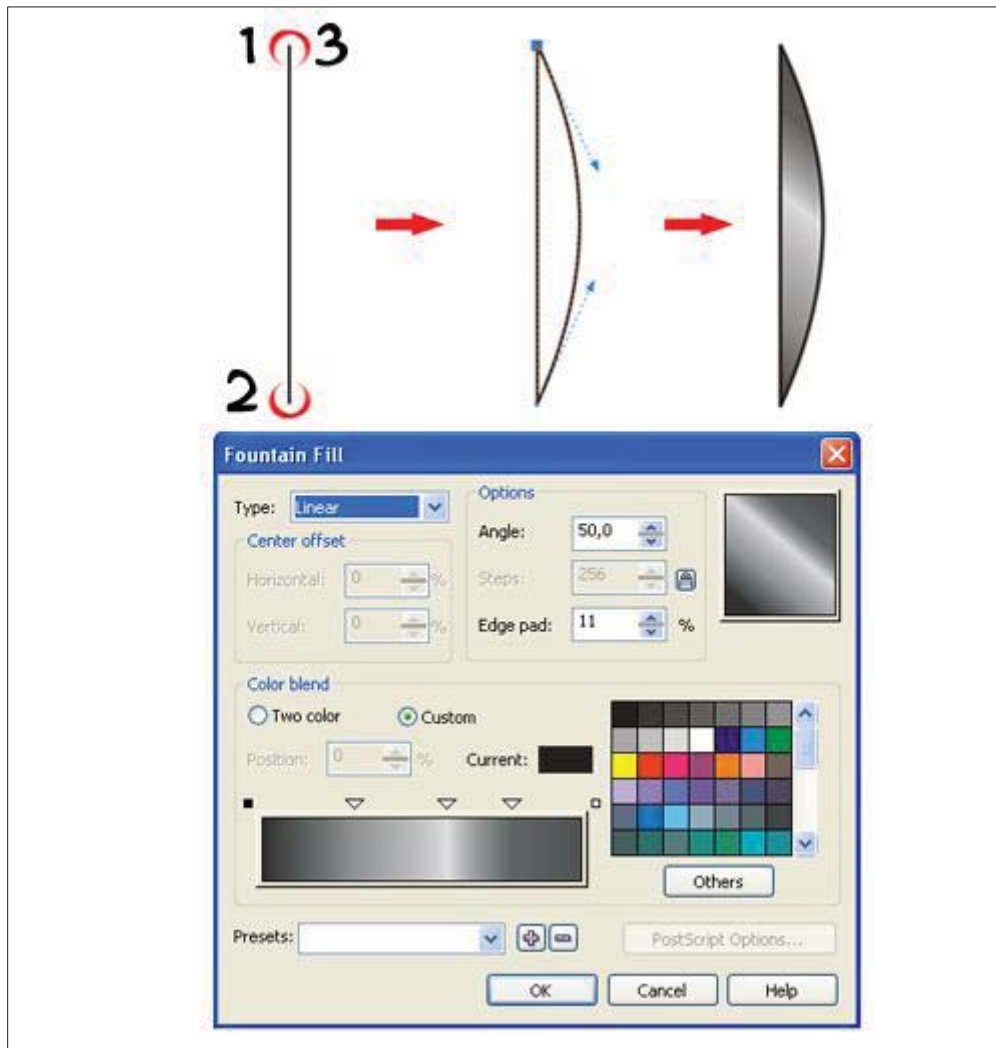 1 3
2
Fountain Fill
Type: Linear
Options
Angle: 50,0
Steps: 256
Edge pad: 11 %
Center offset
Horizontal: 0 %
Vertical: 0 %
Color blend
Two color Custom
Position: 0 % Current:
Others
Presets:
PostScript Options...
OK Cancel Help